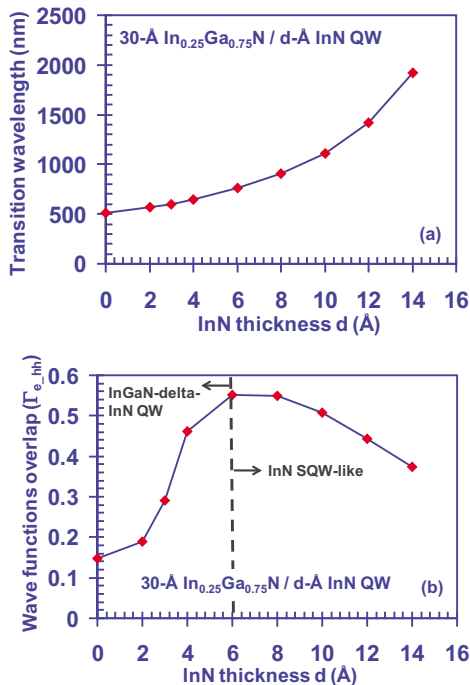 30-Å In0.25Ga0.75N / d-Å InN QW
Transition wavelength (nm)
2500
2000
1500
1000
500
0
(a)
0 2 4 6 8 10 12 14 16
InN thickness d (Å)
Wave functions overlap (Γe_hh)
0.6
0.5
0.4
0.3
0.2
0.1
0
InGaN-delta-
InN QW
InN SQW-like
30-Å In0.25Ga0.75N / d-Å InN QW
(b)
0 2 4 6 8 10 12 14 16
InN thickness d (Å)